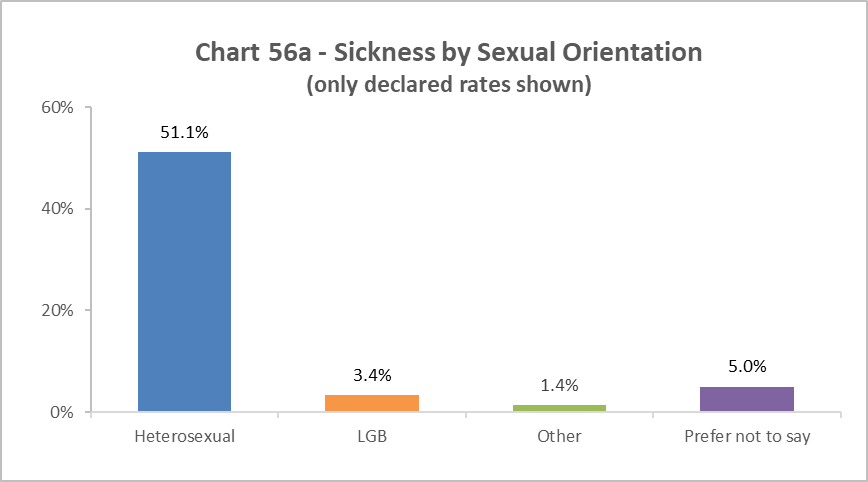 Chart 56a - Sickness by Sexual Orientation
(only declared rates shown)
60%
51.1%
40%
20%
5.0%
3.4%
1.4%
0%
Heterosexual LGB Other Prefer not to say